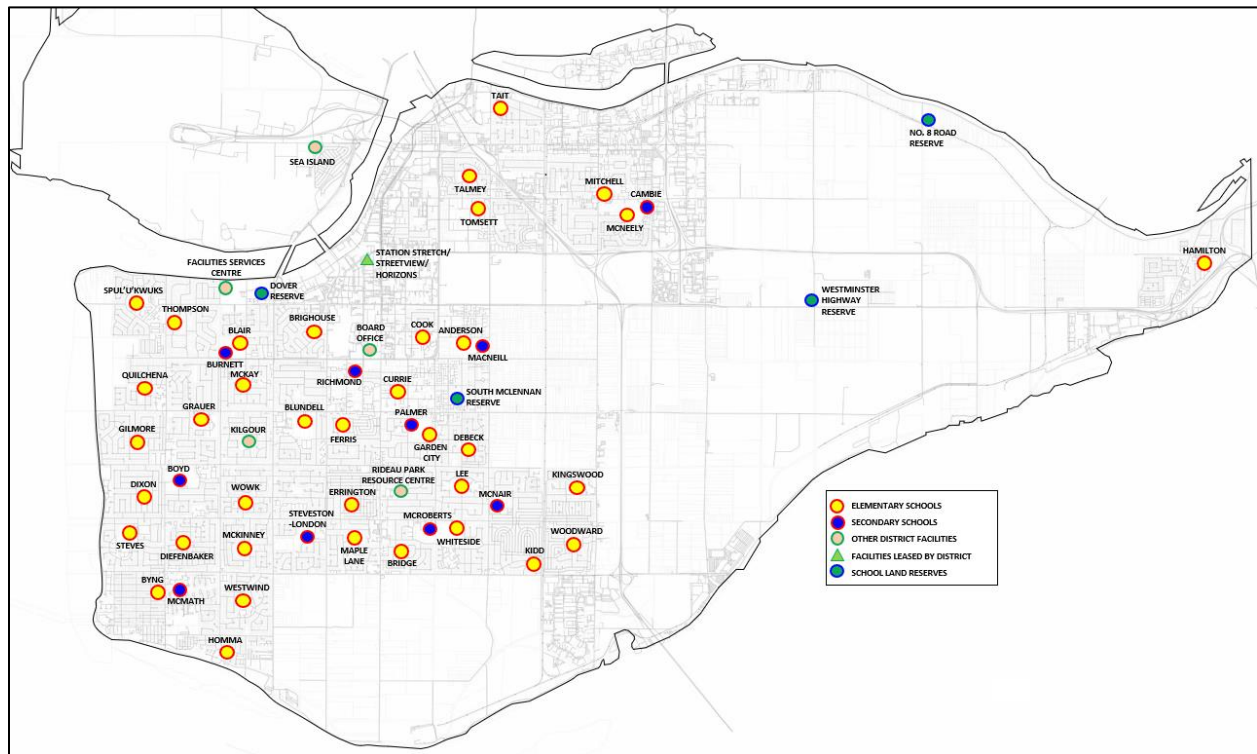 TAIT
NO. 8 ROAD
RESERVE
SEA ISLAND
TALMEY
MITCHELL
CAMBIE
TOMSETT
MCNEELY
STATION STRETCH/
STREETVIEW/
HORIZONS
HAMILTON
FACILITIES SERVICES
CENTRE
DOVER
RESERVE
SPUL'U'KWUKS
THOMPSON
WESTMINSTER
HIGHWAY
RESERVE
BRIGHOUSE
BLAIR
BOARD
OFFICE
COOK
ANDERSON
MACNEILL
BURNETT
MCKAY
QUILCHENA
RICHMOND
CURRIE
SOUTH MCLENNAN
RESERVE
GRAUER
BLUNDELL
PALMER
GILMORE
KILGOUR
FERRIS
GARDEN
CITY
DEBECK
BOYD
RIDEAU PARK
RESOURCE CENTRE
LEE
KINGSWOOD
DIXON
WOWK
ERRINGTON
MCNAIR
STEVESTON
-LONDON
MCROBERTS
WHITESIDE
WOODWARD
STEVES
DIEFENBAKER
MCKINNEY
MAPLE
LANE
BRIDGE
KIDD
BYNG
MCMATH
WESTWIND
HOMMA
ELEMENTARY SCHOOLS
SECONDARY SCHOOLS
OTHER DISTRICT FACILITIES
FACILITIES LEASED BY DISTRICT
SCHOOL LAND RESERVES